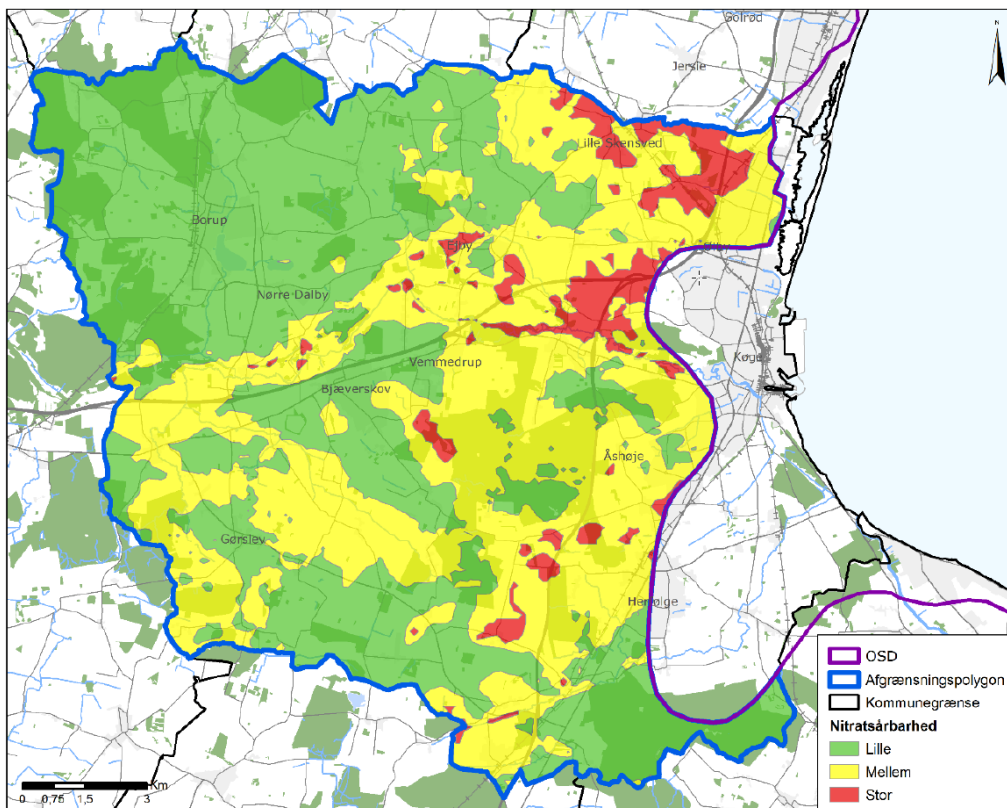 Solrød
N
Jersie
Lille Skensved
Borup
Ejby
Ølby
Nørre Dalby
Køge
Vemmedrup
Bjæverskov
Åshøje
Gørslev
Herfølge
OSD
Afgrænsningspolygon
Kommunegrænse
Nitratsårbarhed
Lille
Mellem
Stor
Km
0 0,75 1,5 3